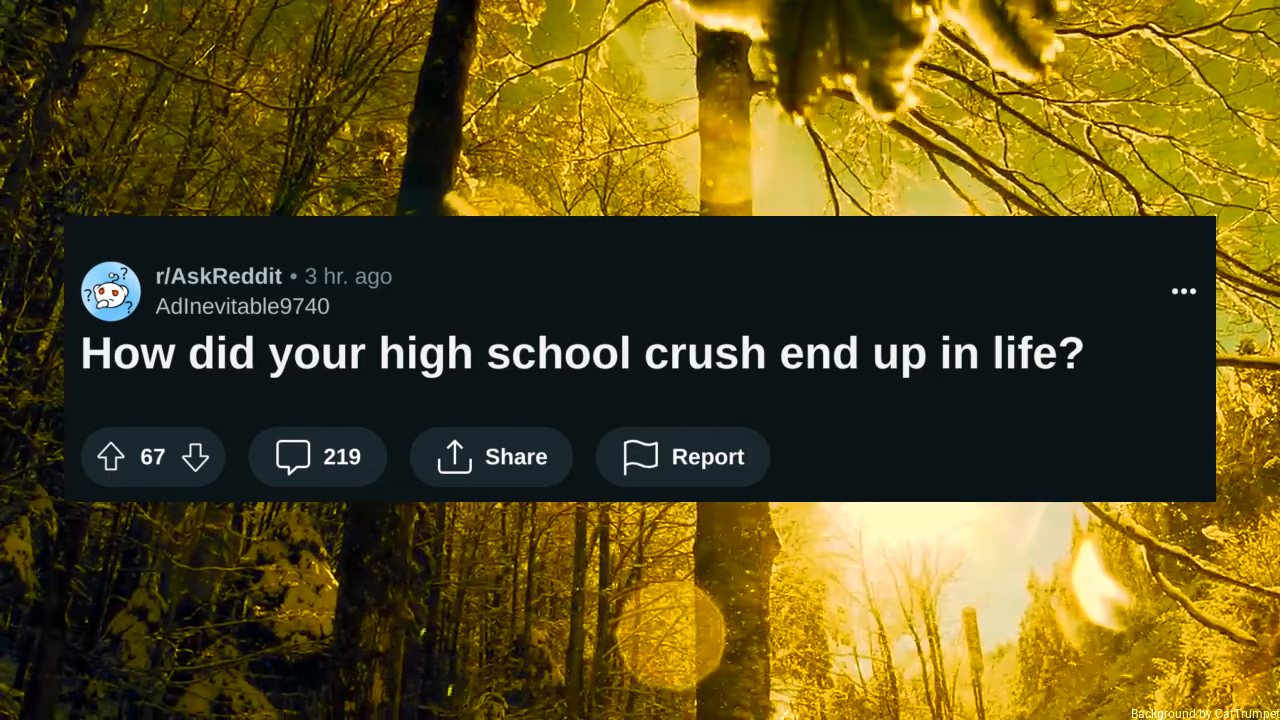 r/AskReddit • 3 hr. ago
AdInevitable9740
How did your high school crush end up in life?
67
219
Share
Report
Background by CatTrumpet